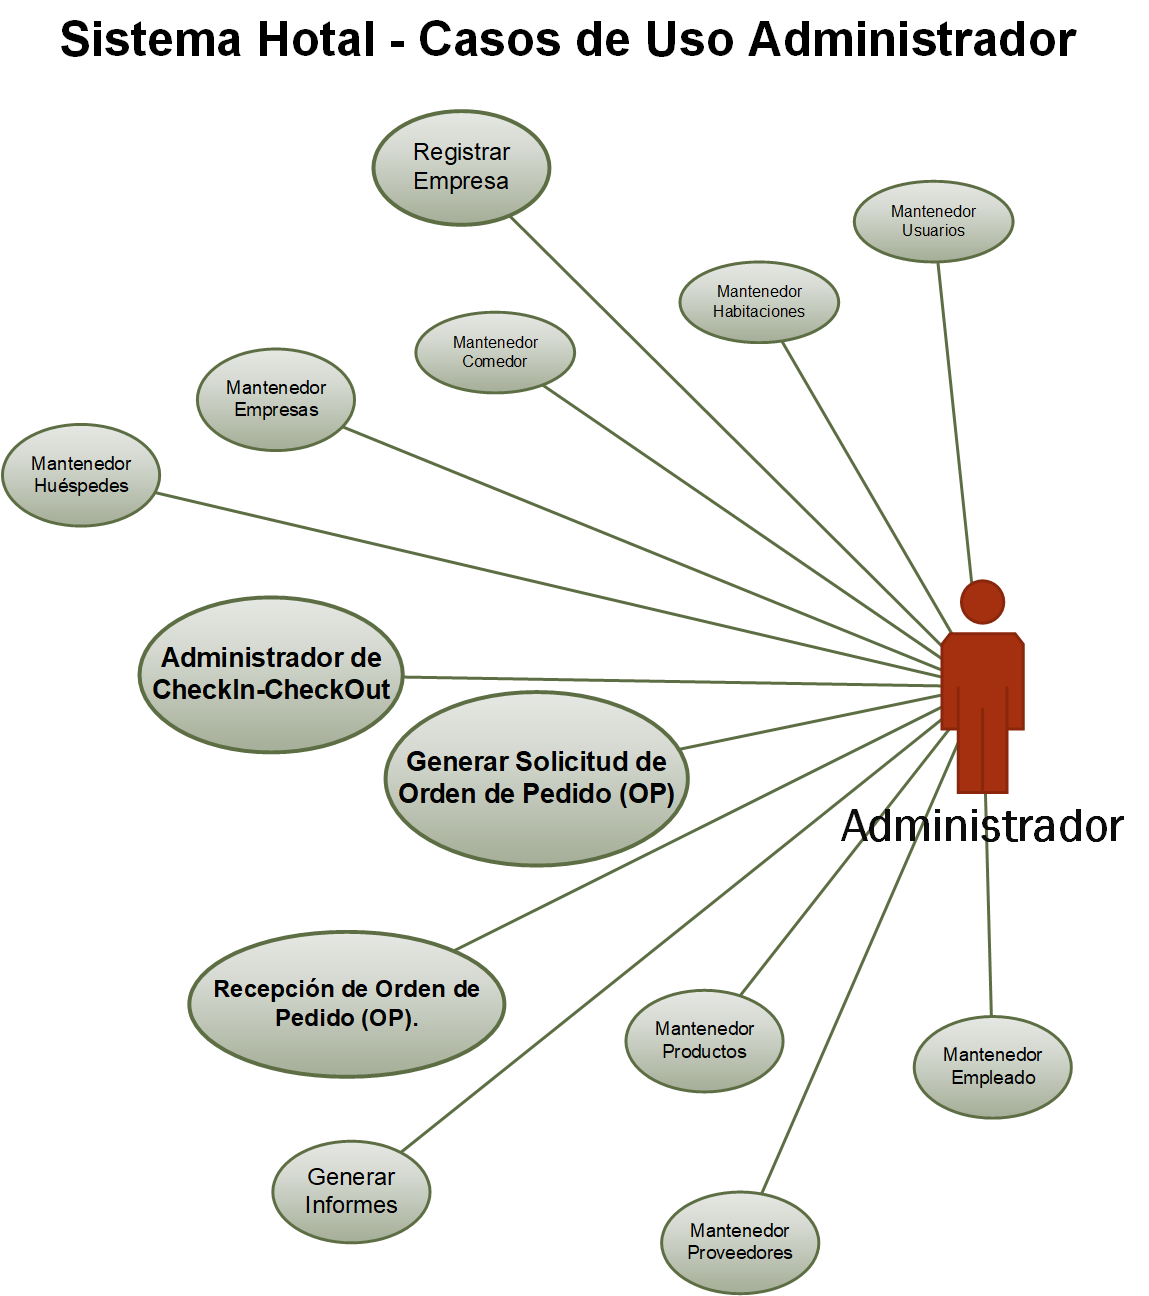 Sistema Hotal - Casos de Uso Administrador
Registrar
Empresa
Mantenedor
Usuarios
Mantenedor
Habitaciones
Mantenedor
Comedor
Mantenedor
Empresas
Mantenedor
Huéspedes
Administrador de
CheckIn-CheckOut
Generar Solicitud de
Orden de Pedido (OP)
Administrador
Recepción de Orden de
Pedido (OP).
Mantenedor
Productos
Mantenedor
Empleado
Generar
Informes
Mantenedor
Proveedores